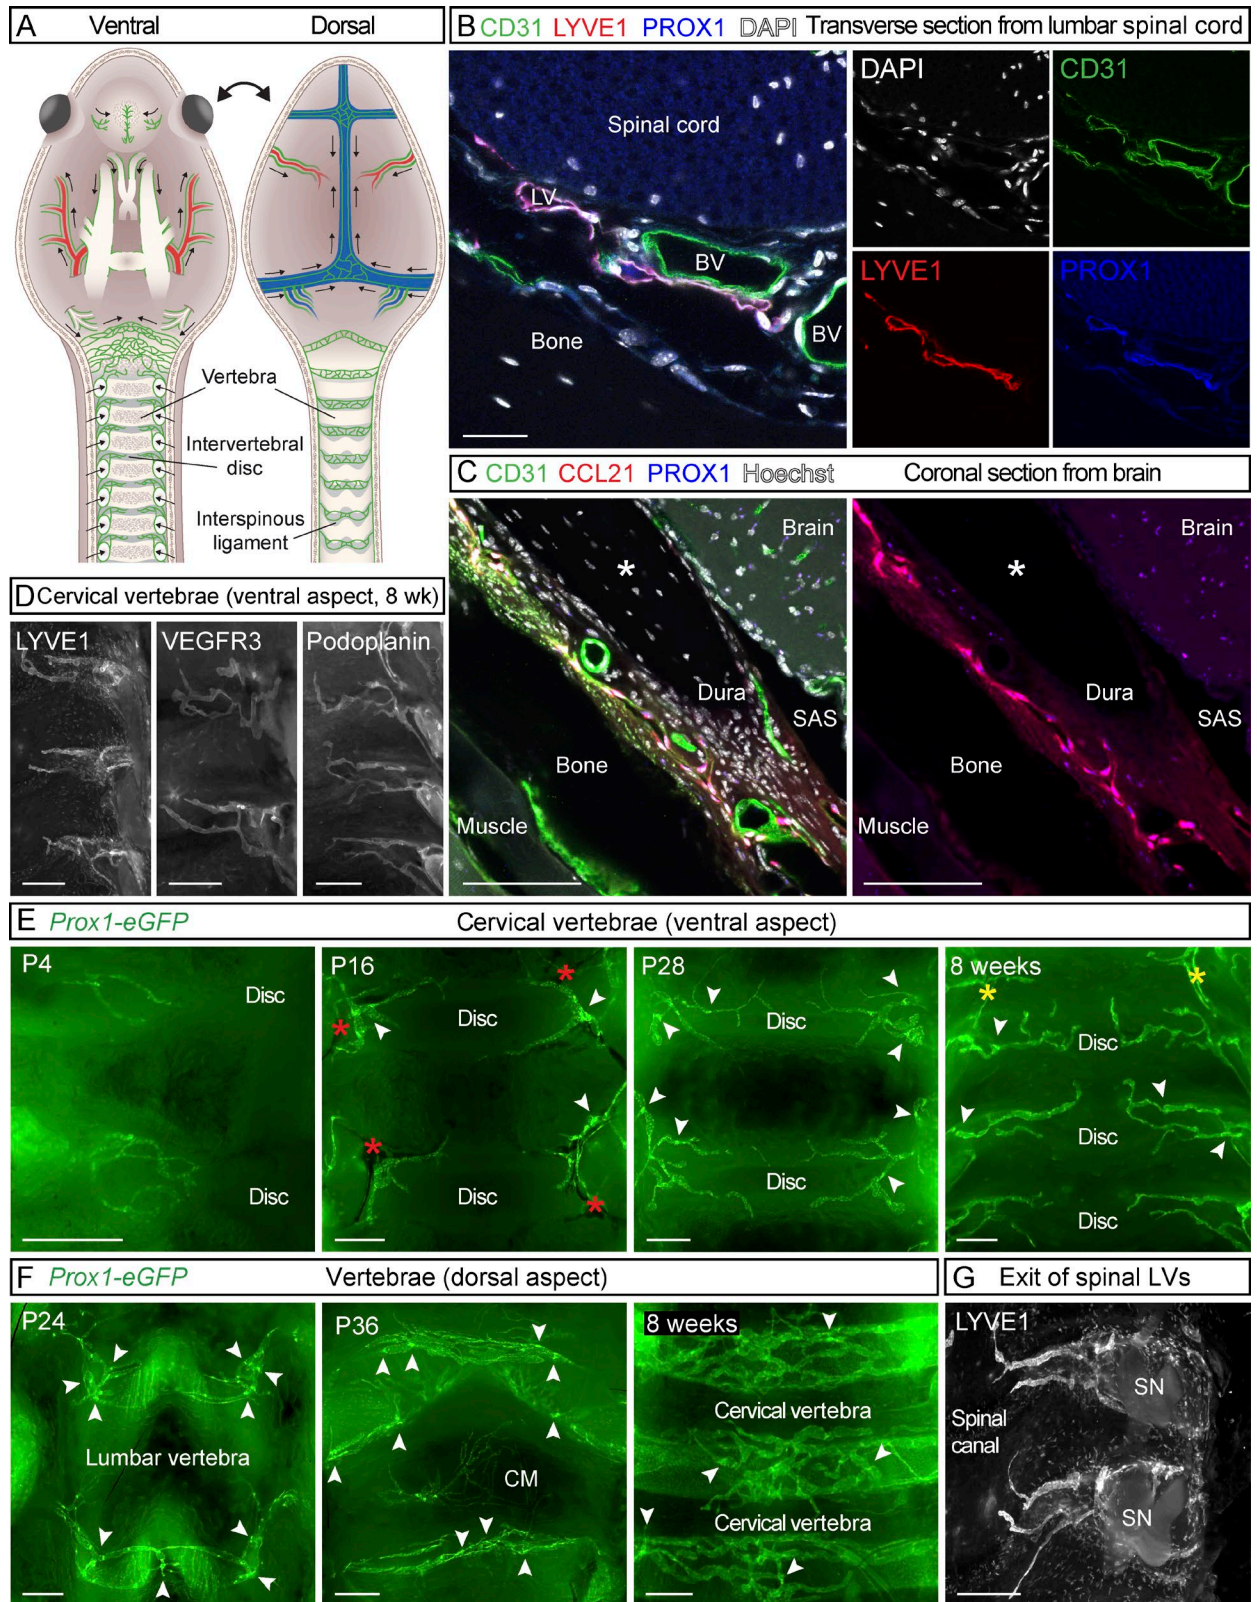 A Ventral Dorsal
Vertebra
Intervertebral
disc
Interspinous
ligament
B CD31 LYVE1 PROX1 DAPI Transverse section from lumbar spinal cord
Spinal cord
LV
BV
BV
Bone
DAPI
CD31
LYVE1
PROX1
C CD31 CCL21 PROX1 Hoechst Coronal section from brain
Brain
*
Dura
SAS
Bone
Muscle
Brain
*
Dura
SAS
Bone
Muscle
D Cervical vertebrae (ventral aspect, 8 wk)
LYVE1
VEGFR3
Podoplanin
E Prox1-eGFP Cervical vertebrae (ventral aspect)
P4
Disc
Disc
P16
*
*
Disc
*
Disc
*
P28
Disc
Disc
8 weeks
*
*
Disc
Disc
Disc
F Prox1-eGFP Vertebrae (dorsal aspect)
P24
Lumbar vertebra
P36
CM
8 weeks
Cervical vertebra
Cervical vertebra
G Exit of spinal LVs
LYVE1
SN
Spinal
canal
SN